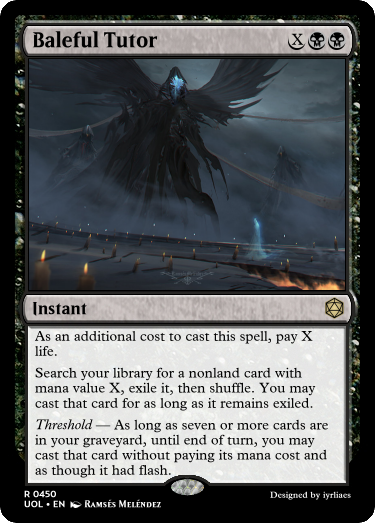 Baleful Tutor
X
Instant
As an additional cost to cast this spell, pay X
life.
Search your library for a nonland card with
mana value X, exile it, then shuffle. You may
cast that card for as long as it remains exiled.
Threshold — As long as seven or more cards are
in your graveyard, until end of turn, you may
cast that card without paying its mana cost and
as though it had flash.
R 0450
UOL • EN Ramsés Meléndez
Designed by iyrliaes